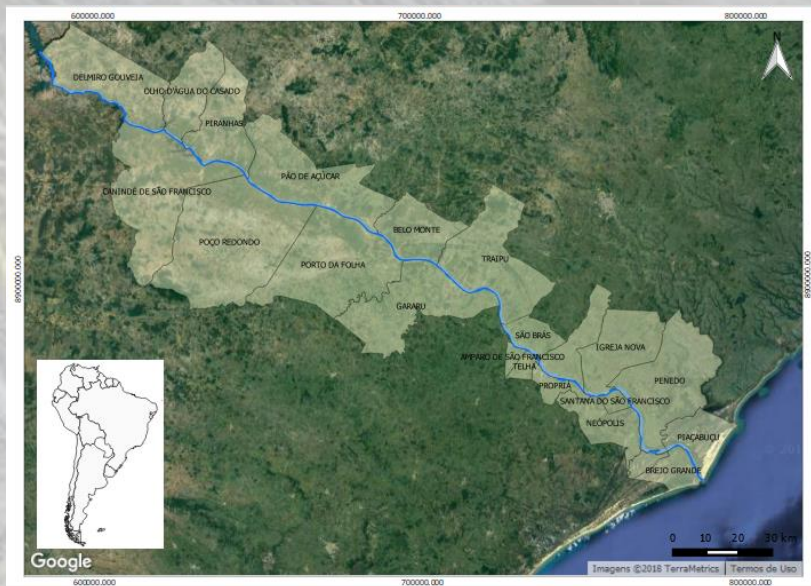 600000.000
700000.000
800000.000
N
DELMIRO GOUVEIA
OLHO D'ÁGUA DO CASADO
PIRANHAS
PÃO DE AÇÚCAR
CANINDÉ DE SÃO FRANCISCO
BELO MONTE
POÇO REDONDO
PORTO DA FOLHA
TRAIPU
8900000.000
8900000.000
GARARU
SÃO BRÁS
AMPARO DE SÃO FRANCISCO
TELHA
IGREJA NOVA
PROPRIÁ
PENEDO
SANTANA DO SÃO FRANCISCO
NEÓPOLIS
PIAÇABUÇU
BREJO GRANDE
0 10 20 30 km
Google
Imagens ©2018 TerraMetrics
Termos de Uso
600000.000
700000.000
800000.000